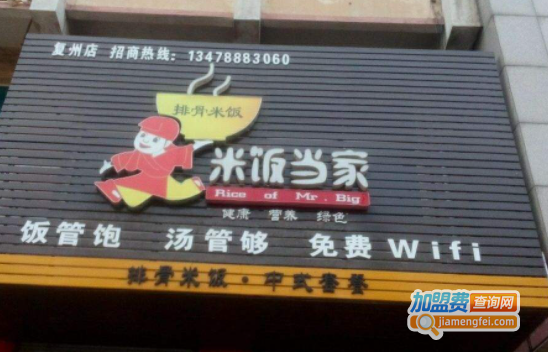 复州店 招商热线：13478883060
排·骨·米饭
米饭当家
Rice of Mr. Big
健康 营养 绿色
饭管饱 汤管够 免费Wifi
排骨米饭·中式套餐
加盟费查询网
jiamengfei.com